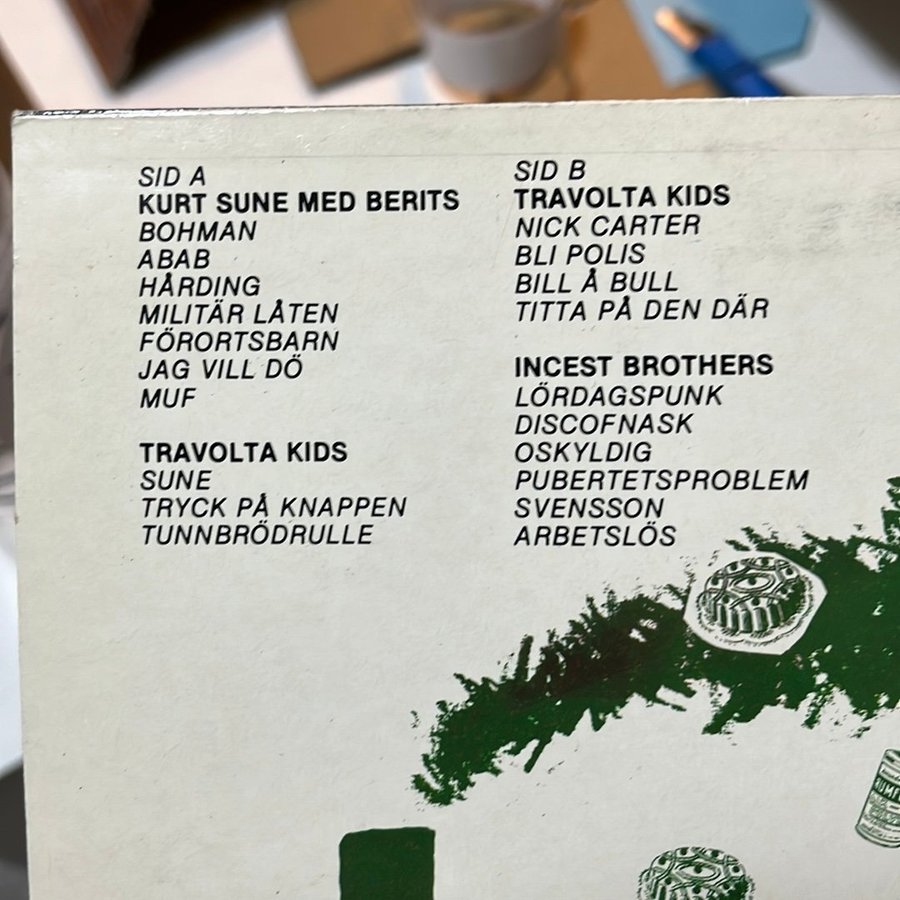 SID A
KURT SUNE MED BERITS
BOHMAN
ABAB
HÅRDING
MILITÄR LÅTEN
FÖRORTSBARN
JAG VILL DÖ
MUF
TRAVOLTA KIDS
SUNE
TRYCK PÅ KNAPPEN
TUNNBRÖDRULLE
SID B
TRAVOLTA KIDS
NICK CARTER
BLI POLIS
BILL Å BULL
TITTA PÅ DEN DÄR
INCEST BROTHERS
LÖRDAGSPUNK
DISCOFNASK
OSKYLDIG
PUBERTETSPROBLEM
SVENSSON
ARBETSLÖS